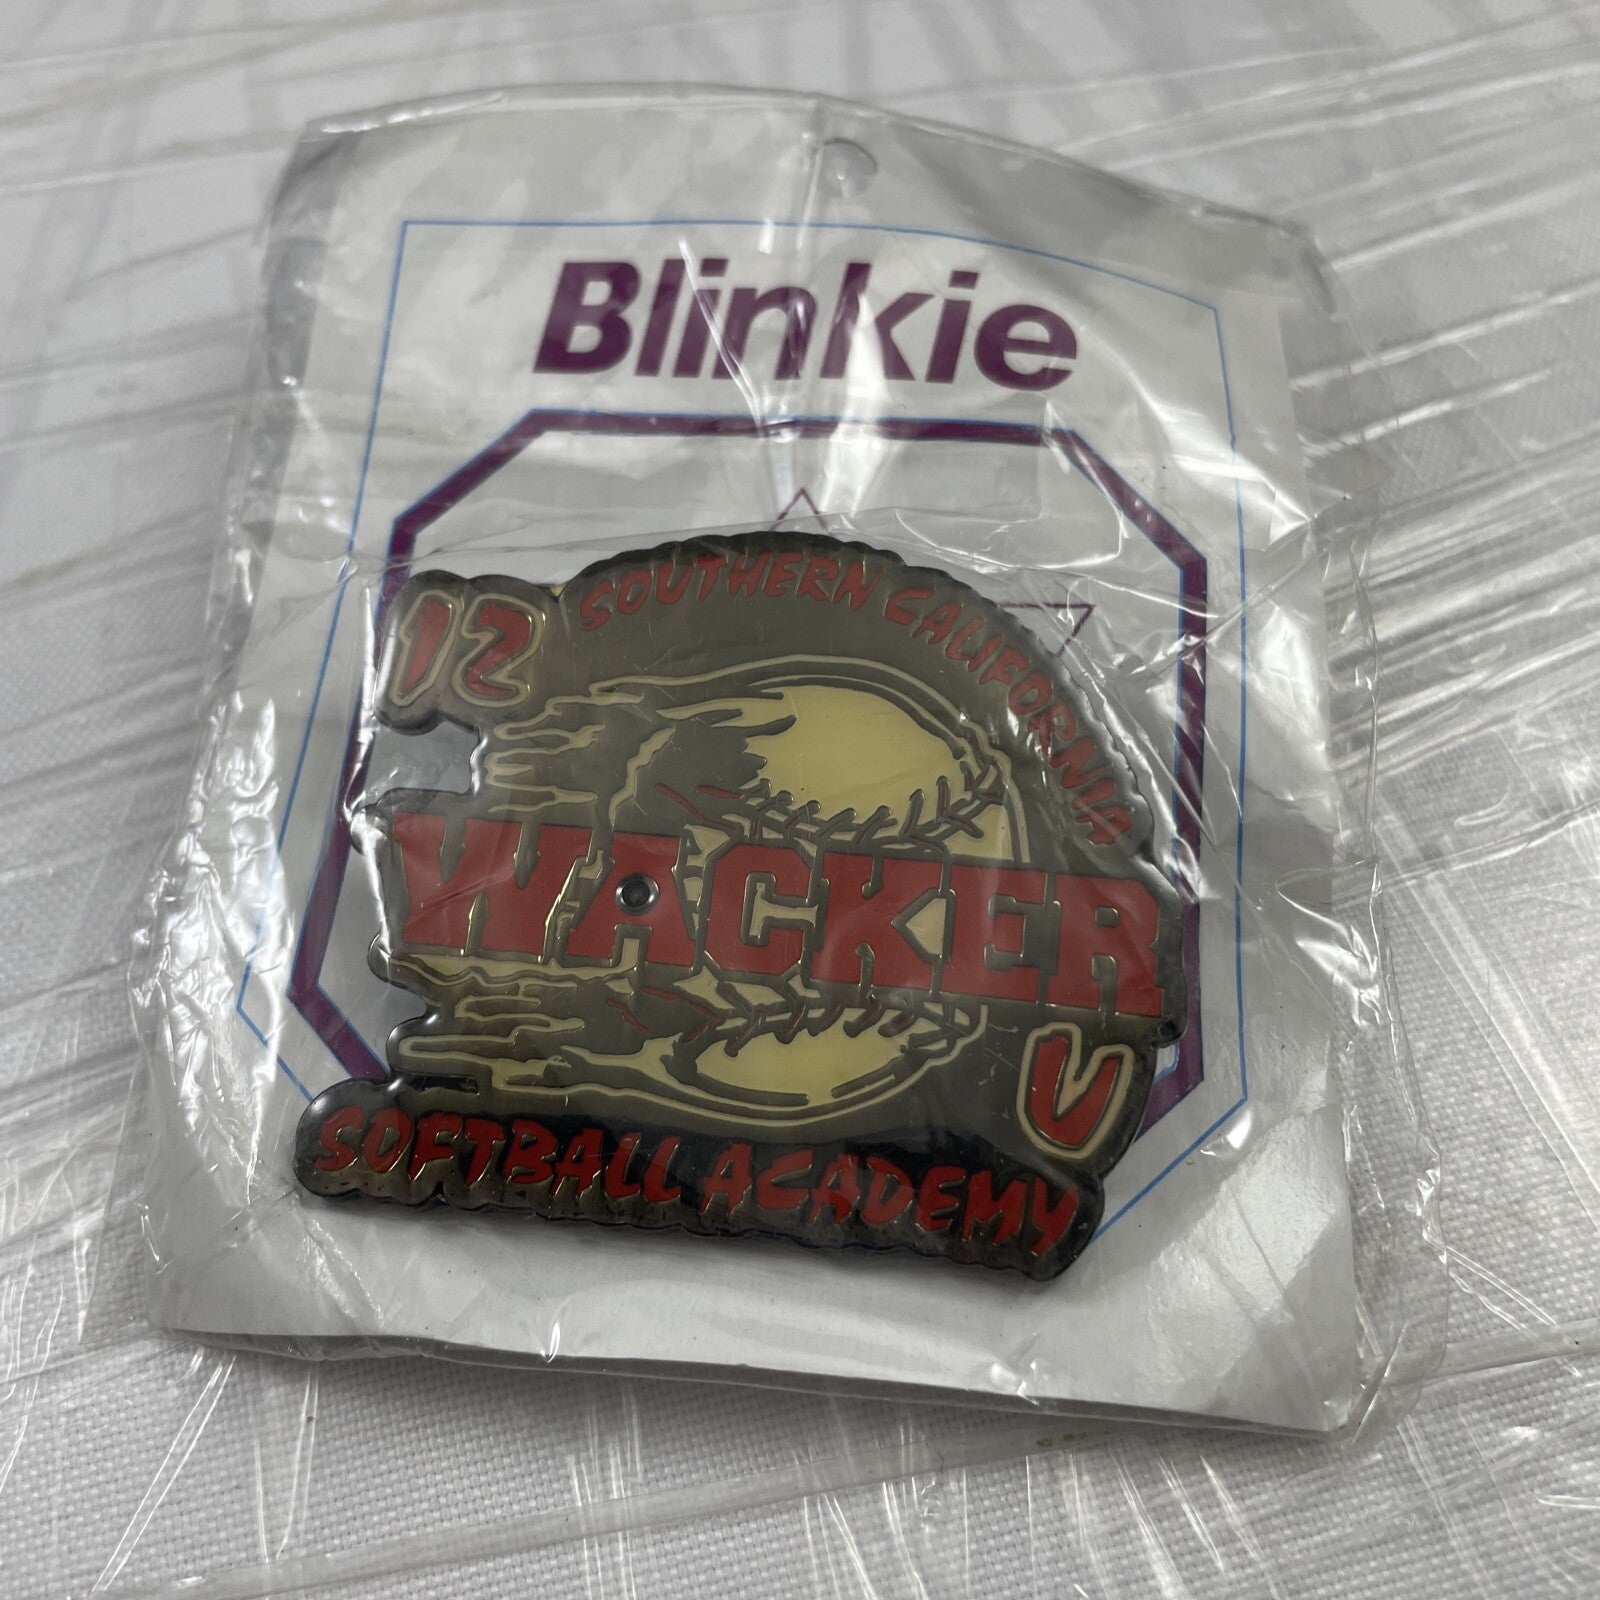 Blinkie
12
SOUTHERN CALIFORNIA
WACKER
U
SOFTBALL ACADEMY